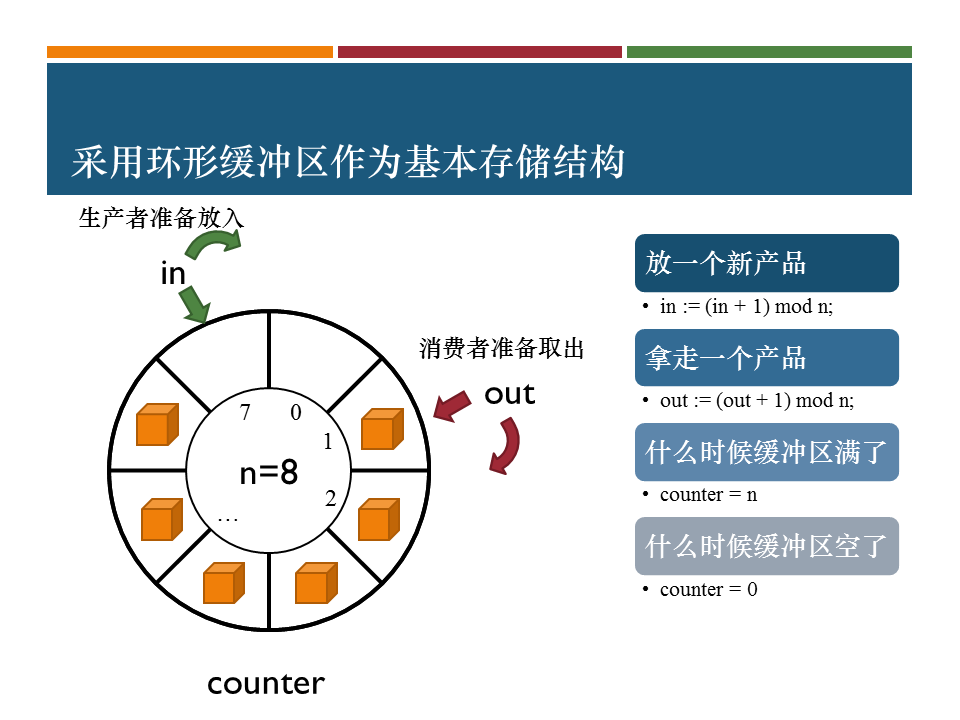 采用环形缓冲区作为基本存储结构
生产者准备放入
in
消费者准备取出
out
7
0
1
2
…
n=8
counter
放一个新产品
• in := (in + 1) mod n;
拿走一个产品
• out := (out + 1) mod n;
什么时候缓冲区满了
• counter = n
什么时候缓冲区空了
• counter = 0